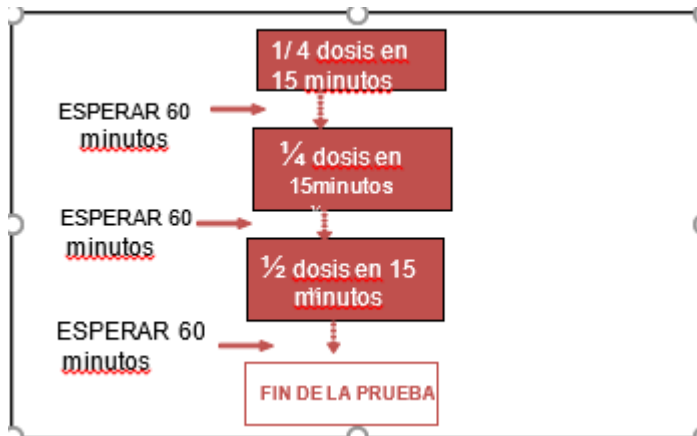 1/ 4 dosis en
15 minutos
ESPERAR 60
minutos
¼ dosis en
15minutos
ESPERAR 60
minutos
½ dosis en 15
minutos
ESPERAR 60
minutos
FIN DE LA PRUEBA